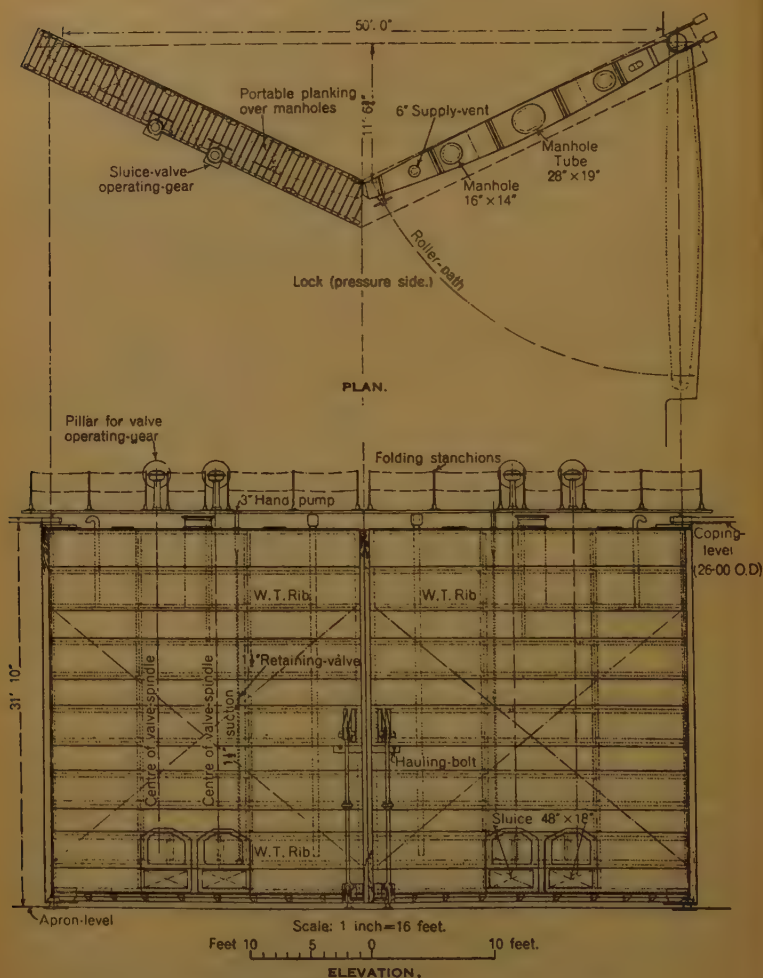 50'. 0"
Portable planking
over manholes
11' 6¾"
6" Supply-vent
Sluice-valve
operating-gear
Manhole
Tube
28" × 19"
Manhole
16" × 14"
Roller-path
Lock (pressure side.)
PLAN.
Pillar for valve
operating-gear
Folding stanchions
3" Hand pump
Coping-
level
(26·00 O.D)
W.T. Rib
W.T. Rib
31' 10"
Centre of valve-spindle
Centre of valve-spindle
1½" suction
Retaining-valve
Hauling-bolt
Sluice 48" × 18"
W.T. Rib
Apron-level
Scale: 1 inch=16 feet.
Feet 10 5 0 10 feet.
ELEVATION.